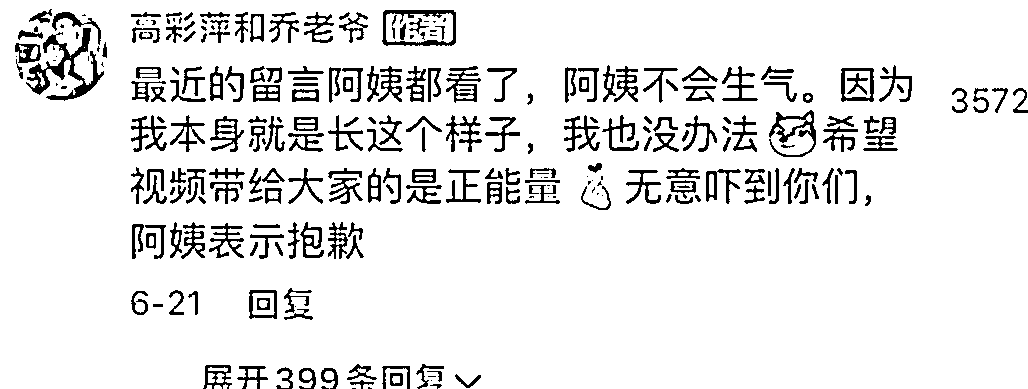 高彩萍和乔老爷 作者
最近的留言阿姨都看了，阿姨不会生气。因为
我本身就是长这个样子，我也没办法🐱希望
视频带给大家的是正能量🫰无意吓到你们，
阿姨表示抱歉
3572
6-21 回复
展开399条回复